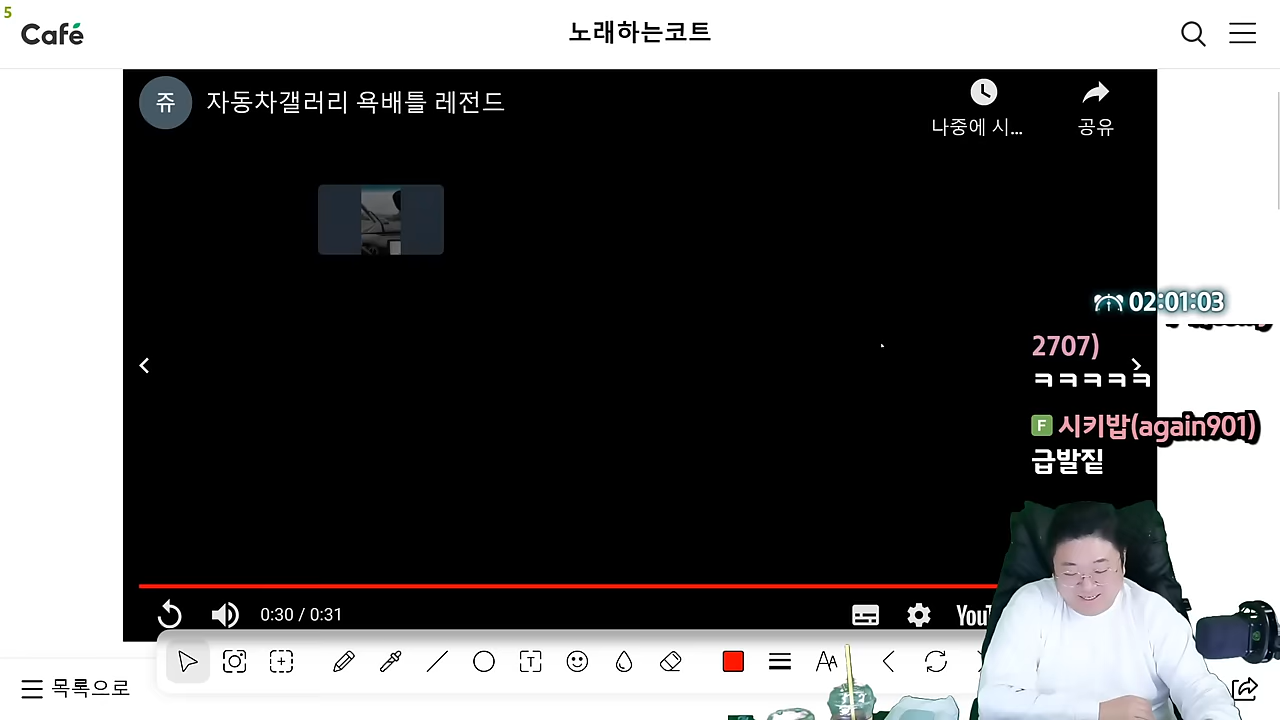 5
Café
노래하는코트
쥬
자동차갤러리 욕배틀 레전드
나중에 시...
공유
02:01:03
2707)
ㅋㅋㅋㅋㅋ
F 시키밥(again901)
급발짙
0:30 / 0:31
T
AA
목록으로